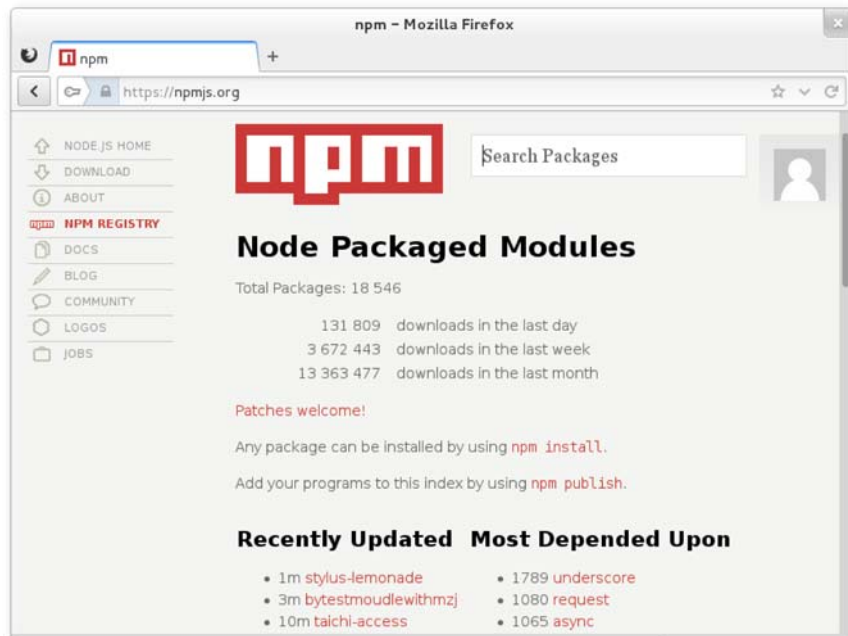 npm – Mozilla Firefox
npm
https://npmjs.org
NODE.JS HOME
DOWNLOAD
ABOUT
npm NPM REGISTRY
DOCS
BLOG
COMMUNITY
LOGOS
JOBS
npm
Search Packages
Node Packaged Modules
Total Packages: 18 546
131 809 downloads in the last day
3 672 443 downloads in the last week
13 363 477 downloads in the last month
Patches welcome!
Any package can be installed by using npm install.
Add your programs to this index by using npm publish.
Recently Updated
• 1m stylus-lemonade
• 3m bytestmoudlewithmzj
• 10m taichi-access
Most Depended Upon
• 1789 underscore
• 1080 request
• 1065 async